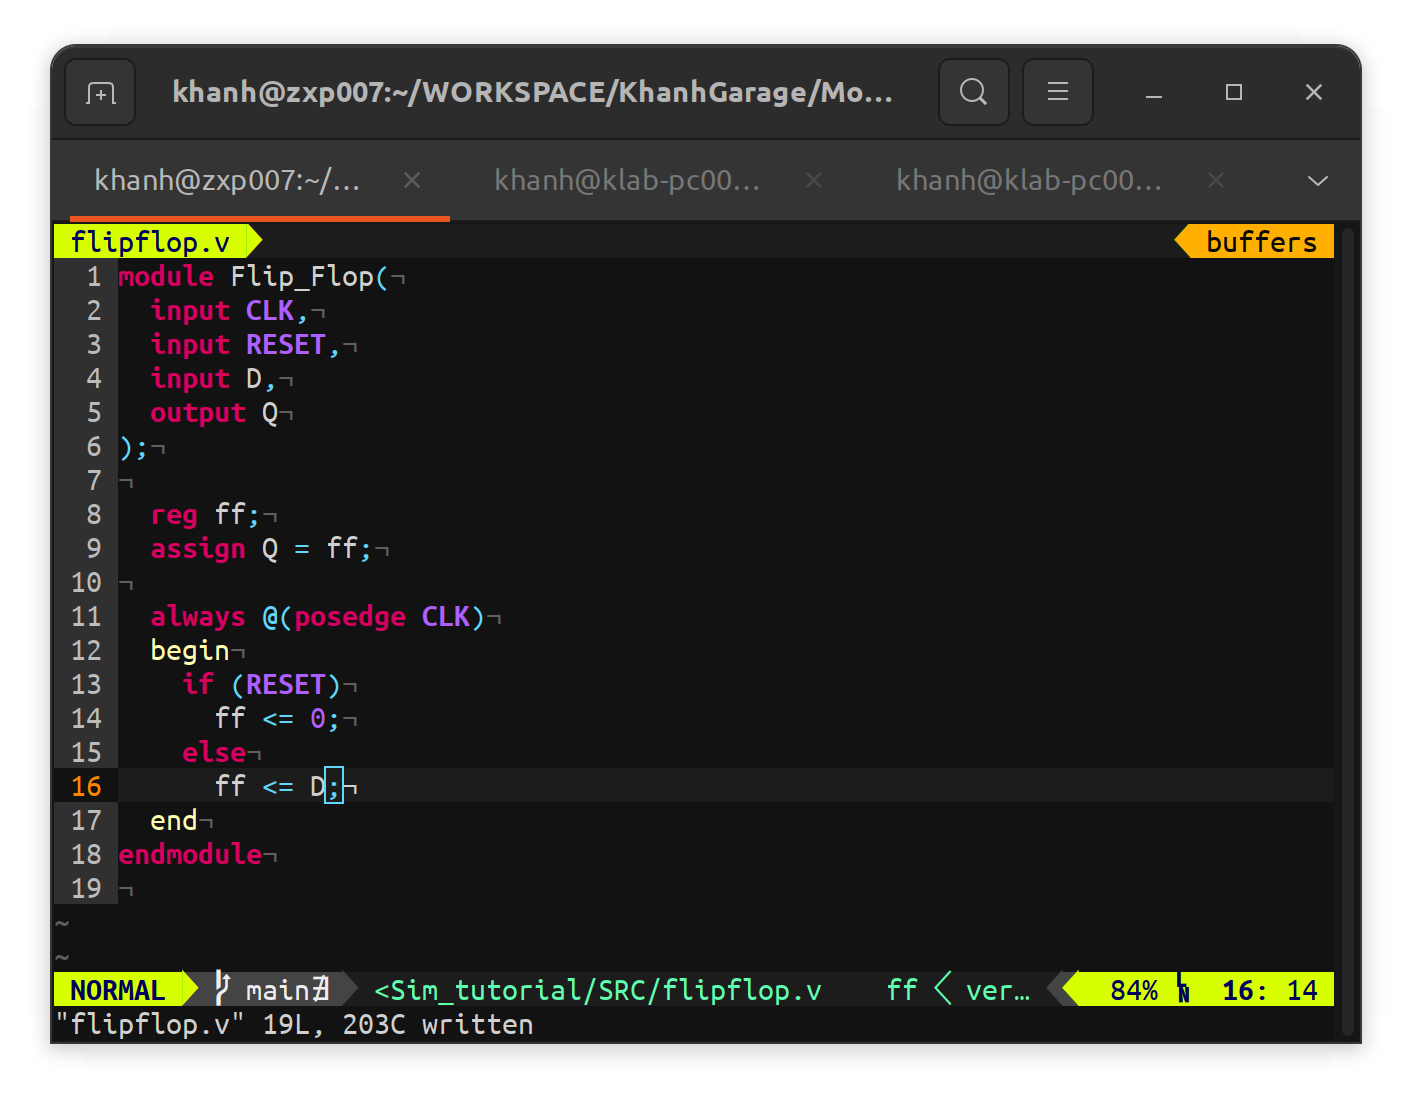 khanh@zxp007:~/WORKSPACE/KhanhGarage/Mo...
khanh@zxp007:~/... khanh@klab-pc00... khanh@klab-pc00...
flipflop.v buffers
1 module Flip_Flop(¬
2   input CLK,¬
3   input RESET,¬
4   input D,¬
5   output Q¬
6 );¬
7 ¬
8   reg ff;¬
9   assign Q = ff;¬
10 ¬
11   always @(posedge CLK)¬
12   begin¬
13     if (RESET)¬
14       ff <= 0;¬
15     else¬
16       ff <= D;¬
17   end¬
18 endmodule¬
19 ¬
~
~
NORMAL main∄ <Sim_tutorial/SRC/flipflop.v ff ver... 84% 16: 14
"flipflop.v" 19L, 203C written